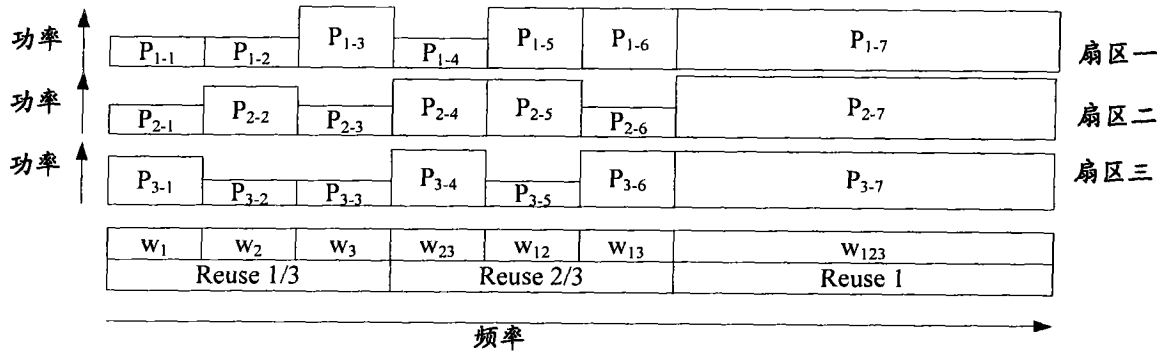 功率 P1-1 P1-2 P1-3 P1-4 P1-5 P1-6 P1-7 扇区一
功率 P2-1 P2-2 P2-3 P2-4 P2-5 P2-6 P2-7 扇区二
功率 P3-1 P3-2 P3-3 P3-4 P3-5 P3-6 P3-7 扇区三
w1 w2 w3 w23 w12 w13 w123
Reuse 1/3 Reuse 2/3 Reuse 1
频率